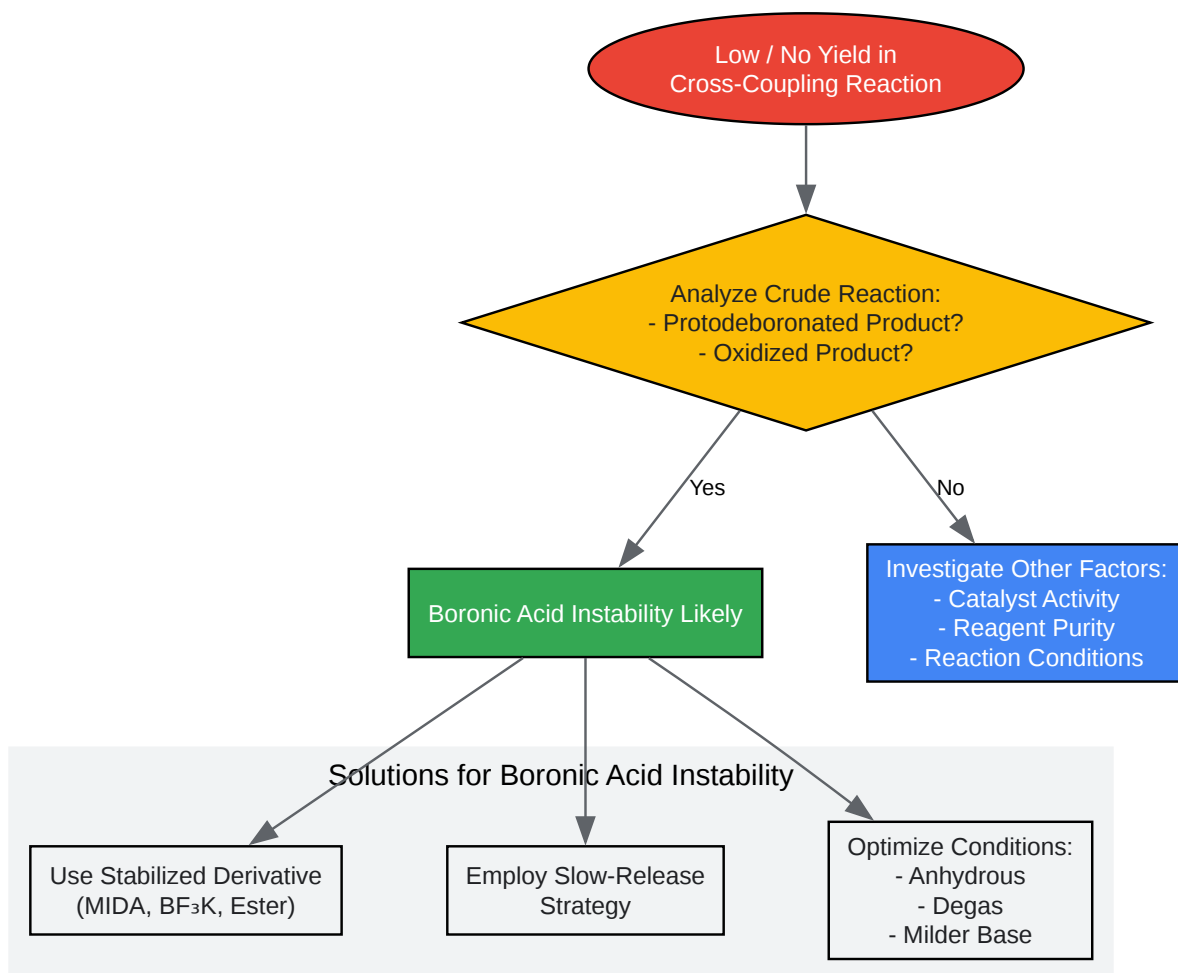 Low / No Yield in
Cross-Coupling Reaction
Analyze Crude Reaction:
- Protodeboronated Product?
- Oxidized Product?
Yes
No
Boronic Acid Instability Likely
Investigate Other Factors:
- Catalyst Activity
- Reagent Purity
- Reaction Conditions
Solutions for Boronic Acid Instability
Use Stabilized Derivative
(MIDA, BF₃K, Ester)
Employ Slow-Release
Strategy
Optimize Conditions:
- Anhydrous
- Degas
- Milder Base